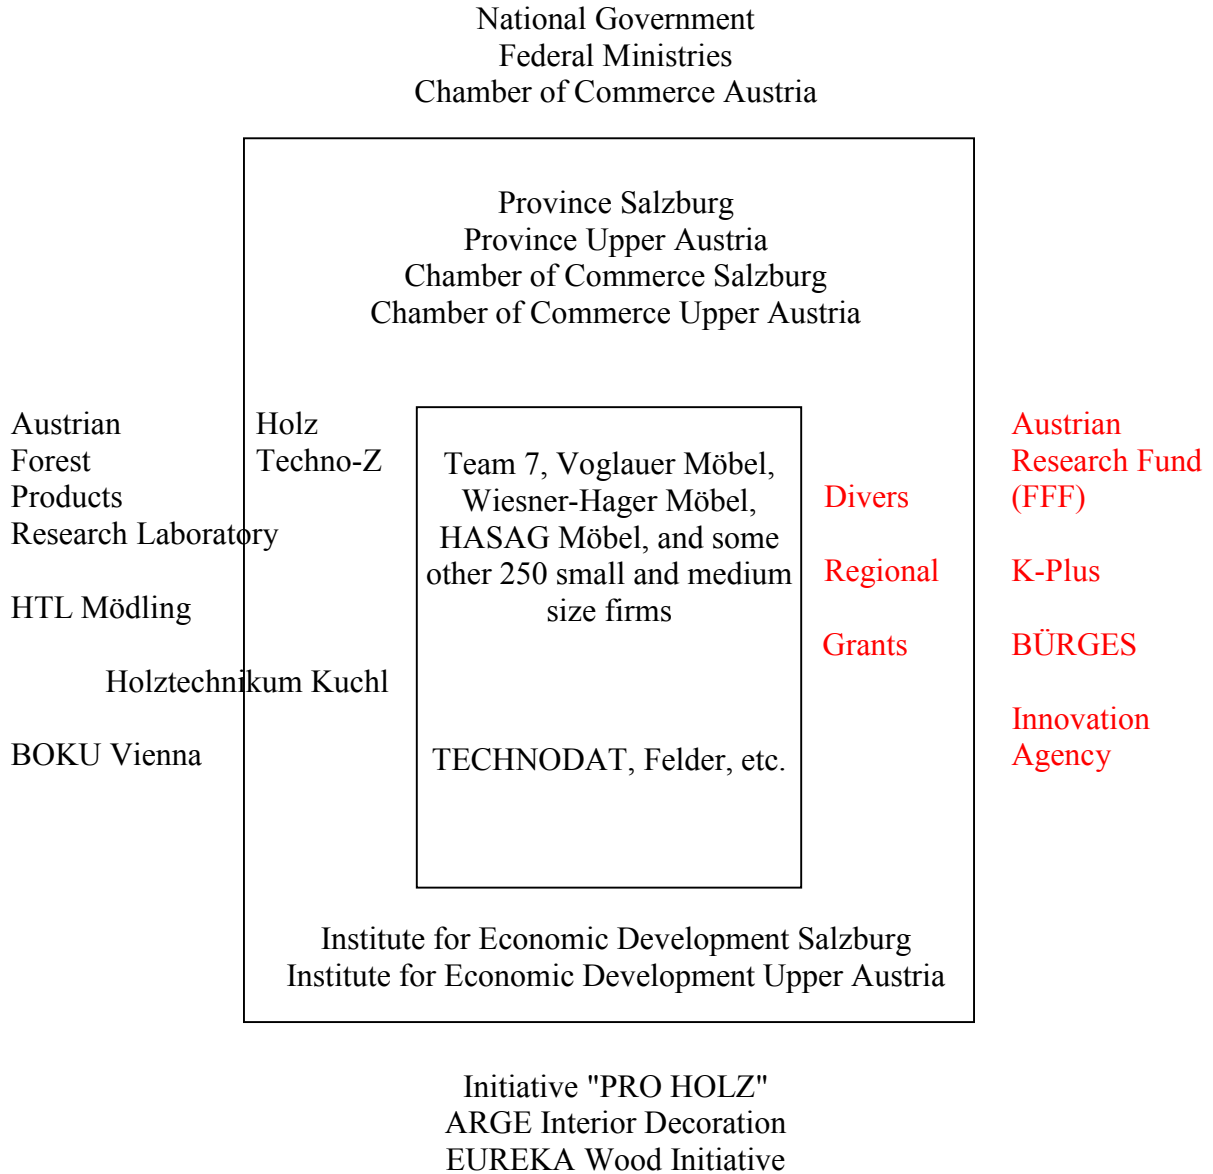 National Government
Federal Ministries
Chamber of Commerce Austria
Province Salzburg
Province Upper Austria
Chamber of Commerce Salzburg
Chamber of Commerce Upper Austria
Austrian
Forest
Products
Research Laboratory
HTL Mödling
Holztechnikum Kuchl
BOKU Vienna
Holz
Techno-Z
Team 7, Voglauer Möbel,
Wiesner-Hager Möbel,
HASAG Möbel, and some
other 250 small and medium
size firms
TECHNODAT, Felder, etc.
Divers
Regional
Grants
Austrian
Research Fund
(FFF)
K-Plus
BÜRGES
Innovation
Agency
Institute for Economic Development Salzburg
Institute for Economic Development Upper Austria
Initiative "PRO HOLZ"
ARGE Interior Decoration
EUREKA Wood Initiative